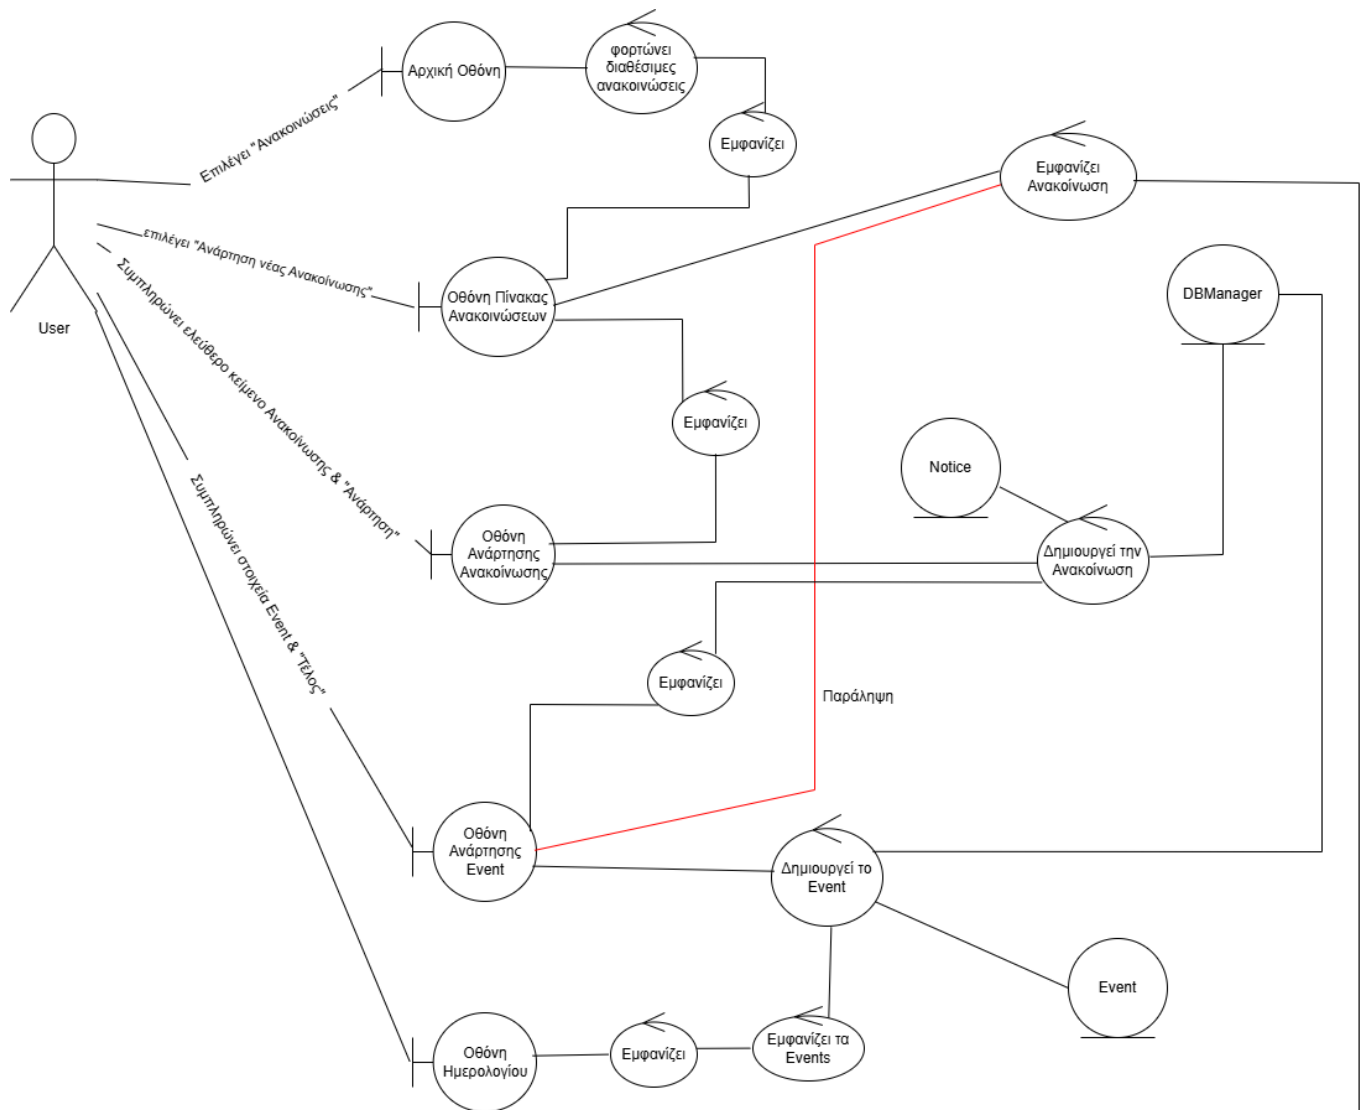 φορτώνει
διαθέσιμες
ανακοινώσεις
Αρχική Οθόνη
Επιλέγει "Ανακοινώσεις"
Εμφανίζει
Εμφανίζει
Ανακοίνωση
επιλέγει "Ανάρτηση νέας Ανακοίνωσης"
User
Οθόνη Πίνακας
Ανακοινώσεων
DBManager
Συμπληρώνει ελεύθερο κείμενο Ανακοίνωσης & "Ανάρτηση"
Εμφανίζει
Notice
Οθόνη
Ανάρτησης
Ανακοίνωσης
Δημιουργεί την
Ανακοίνωση
Συμπληρώνει στοιχεία Event & "Τέλος"
Εμφανίζει
Παράληψη
Οθόνη
Ανάρτησης
Event
Δημιουργεί το
Event
Event
Οθόνη
Ημερολογίου
Εμφανίζει
Εμφανίζει τα
Events